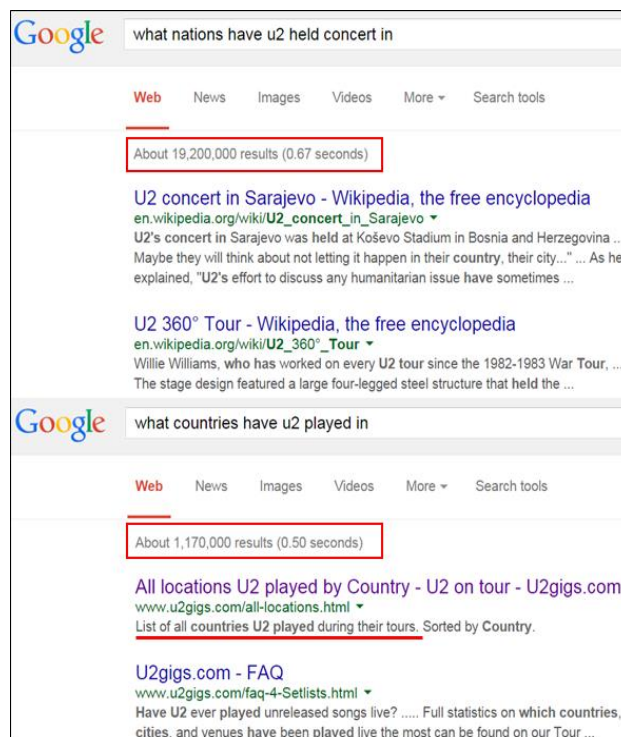 Google what nations have u2 held concert in
Web News Images Videos More Search tools
About 19,200,000 results (0.67 seconds)
U2 concert in Sarajevo - Wikipedia, the free encyclopedia
en.wikipedia.org/wiki/U2_concert_in_Sarajevo
U2's concert in Sarajevo was held at Koševo Stadium in Bosnia and Herzegovina ...
Maybe they will think about not letting it happen in their country, their city..." ... As he
explained, "U2's effort to discuss any humanitarian issue have sometimes ...
U2 360° Tour - Wikipedia, the free encyclopedia
en.wikipedia.org/wiki/U2_360°_Tour
Willie Williams, who has worked on every U2 tour since the 1982-1983 War Tour, ...
The stage design featured a large four-legged steel structure that held the ...
Google what countries have u2 played in
Web News Images Videos More Search tools
About 1,170,000 results (0.50 seconds)
All locations U2 played by Country - U2 on tour - U2gigs.com
www.u2gigs.com/all-locations.html
List of all countries U2 played during their tours. Sorted by Country.
U2gigs.com - FAQ
www.u2gigs.com/faq-4-Setlists.html
Have U2 ever played unreleased songs live? ..... Full statistics on which countries,
cities, and venues have been played live the most can be found on our Tour ...